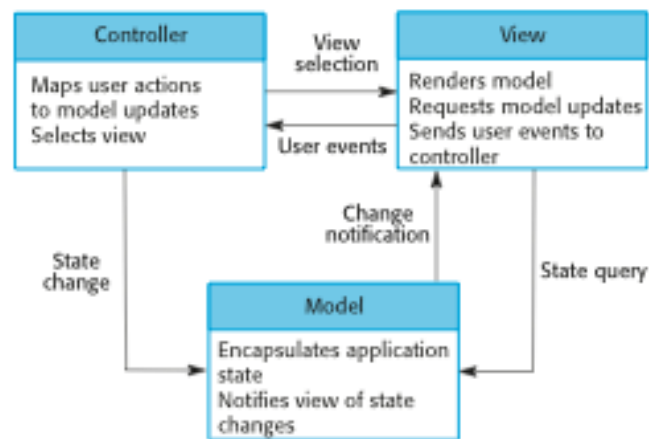 Controller
Maps user actions
to model updates
Selects view
View
selection
User events
View
Renders model
Requests model updates
Sends user events to
controller
State
change
Change
notification
State query
Model
Encapsulates application
state
Notifies view of state
changes